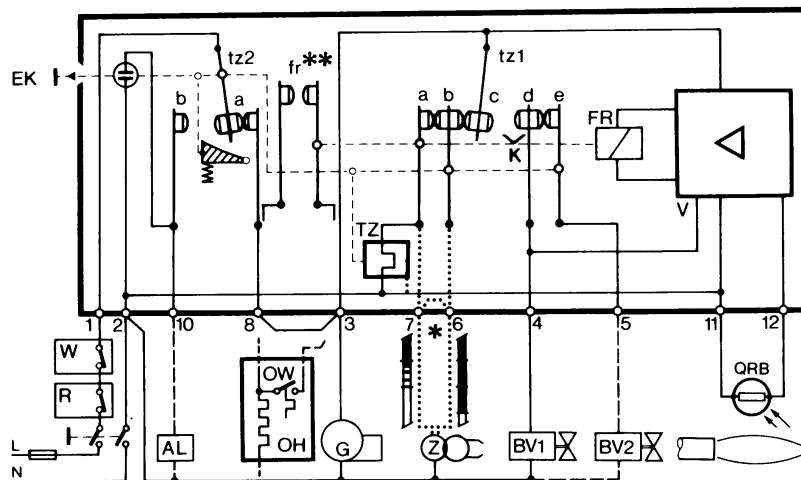 tz2
fr**
tz1
EK
b
a
a
b
c
d
e
FR
K
V
TZ
1
2
10
8
3
7
*
6
4
5
11
12
W
R
OW
OH
QRB
L
N
AL
G
Z
BV1
BV2